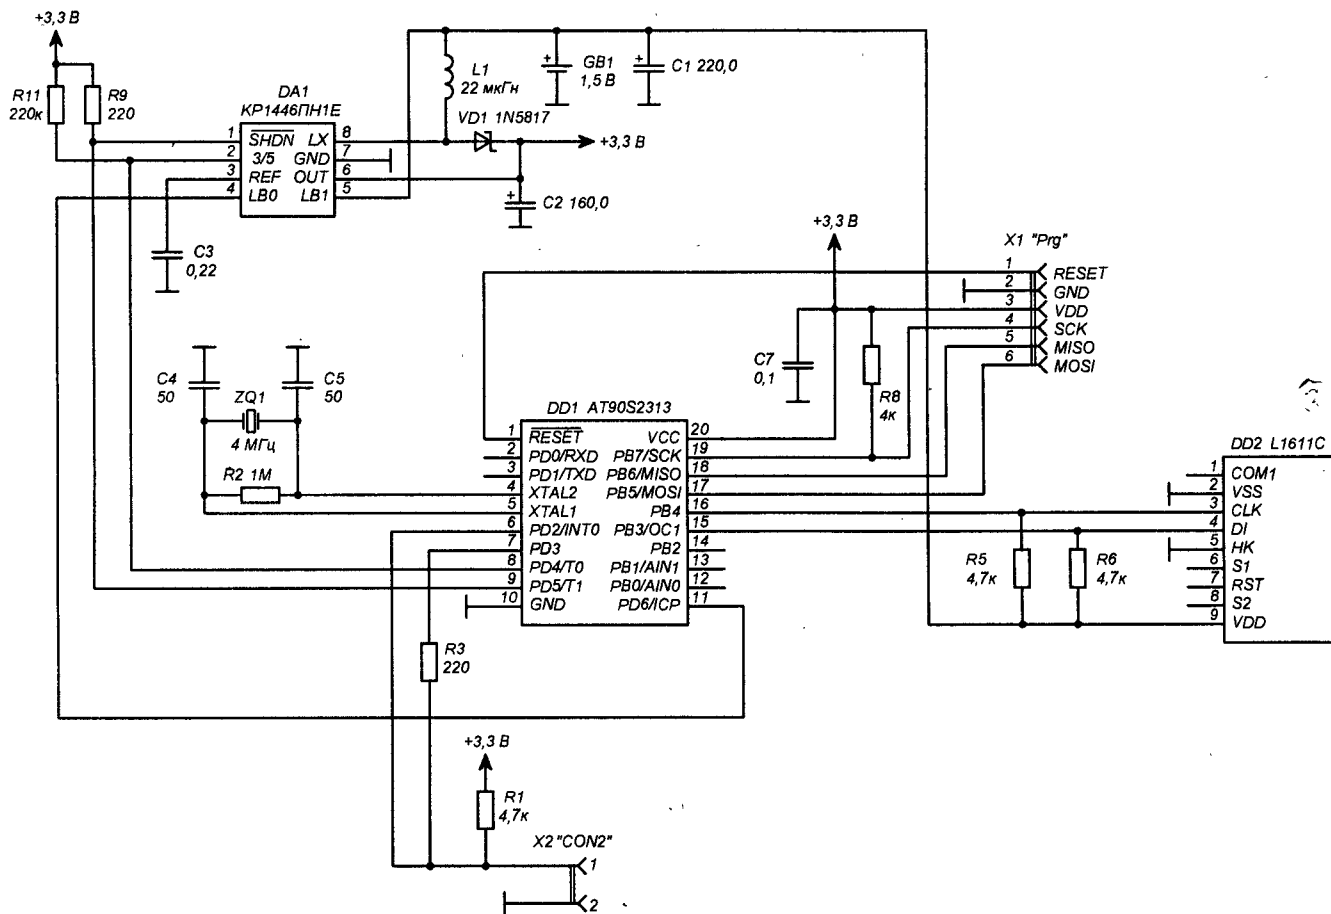 +3,3 В
R11
220к
R9
220
DA1
КР1446ПН1Е
1 SHDN LX 8
2 3/5 GND 7
3 REF OUT 6
4 LB0 LB1 5
L1
22 мкГн
GB1
1,5 В
C1 220,0
VD1 1N5817
+3,3 В
C2 160,0
C3
0,22
+3,3 В
X1 "Prg"
1 RESET
2 GND
3 VDD
4 SCK
5 MISO
6 MOSI
C4
50
ZQ1
4 МГц
C5
50
R2 1М
C7
0,1
R8
4к
DD1 AT90S2313
1 RESET VCC 20
2 PD0/RXD PB7/SCK 19
3 PD1/TXD PB6/MISO 18
4 XTAL2 PB5/MOSI 17
5 XTAL1 PB4 16
6 PD2/INT0 PB3/OC1 15
7 PD3 PB2 14
8 PD4/T0 PB1/AIN1 13
9 PD5/T1 PB0/AIN0 12
10 GND PD6/ICP 11
DD2 L1611C
1 COM1
2 VSS
3 CLK
4 DI
5 HK
6 S1
7 RST
8 S2
9 VDD
R5
4,7к
R6
4,7к
R3
220
+3,3 В
R1
4,7к
X2 "CON2"
1
2